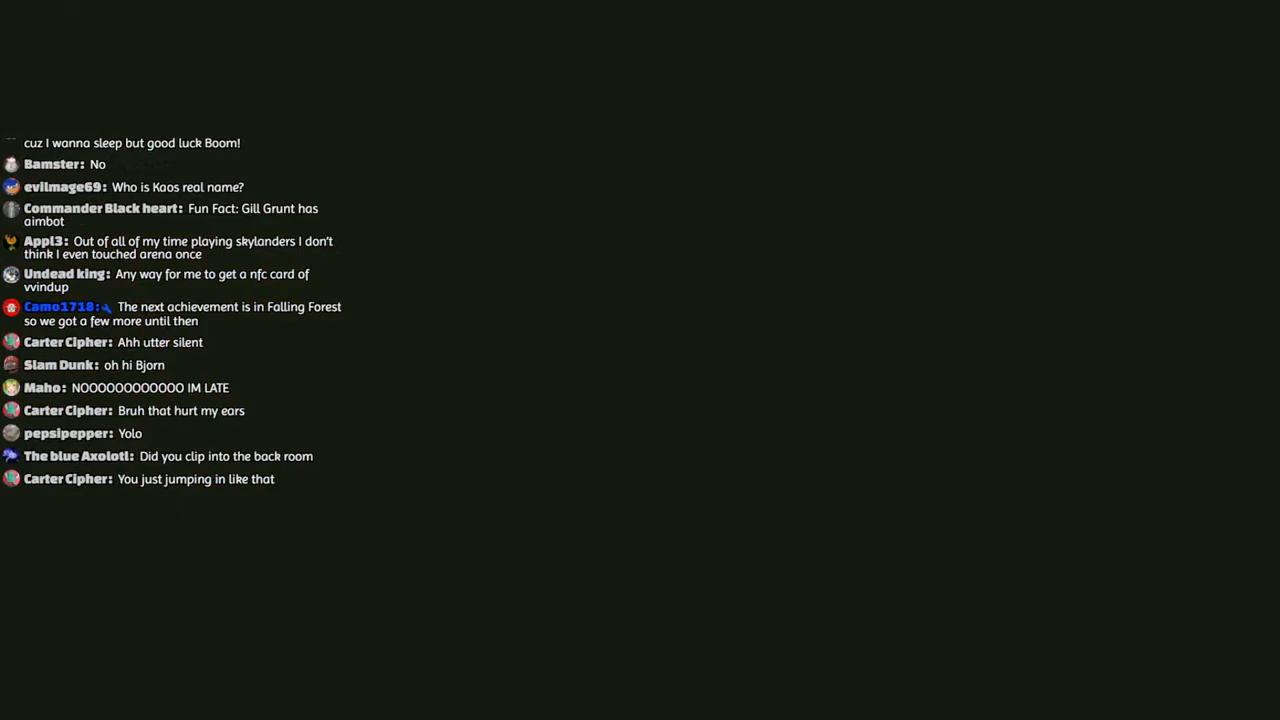 cuz I wanna sleep but good luck Boom!
Bamster: No
evilmage69: Who is Kaos real name?
Commander Black heart: Fun Fact: Gill Grunt has
aimbot
Appl3: Out of all of my time playing skylanders I don't
think I even touched arena once
Undead king: Any way for me to get a nfc card of
vvindup
Camo1718: The next achievement is in Falling Forest
so we got a few more until then
Carter Cipher: Ahh utter silent
Slam Dunk: oh hi Bjorn
Maho: NOOOOOOOOOOOO IM LATE
Carter Cipher: Bruh that hurt my ears
pepsipepper: Yolo
The blue Axolotl: Did you clip into the back room
Carter Cipher: You just jumping in like that